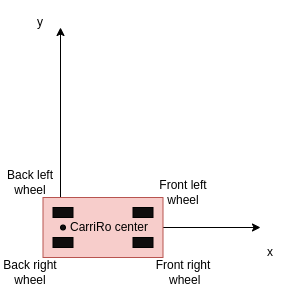 y
Back left
wheel
Front left
wheel
CarriRo center
x
Back right
wheel
Front right
wheel